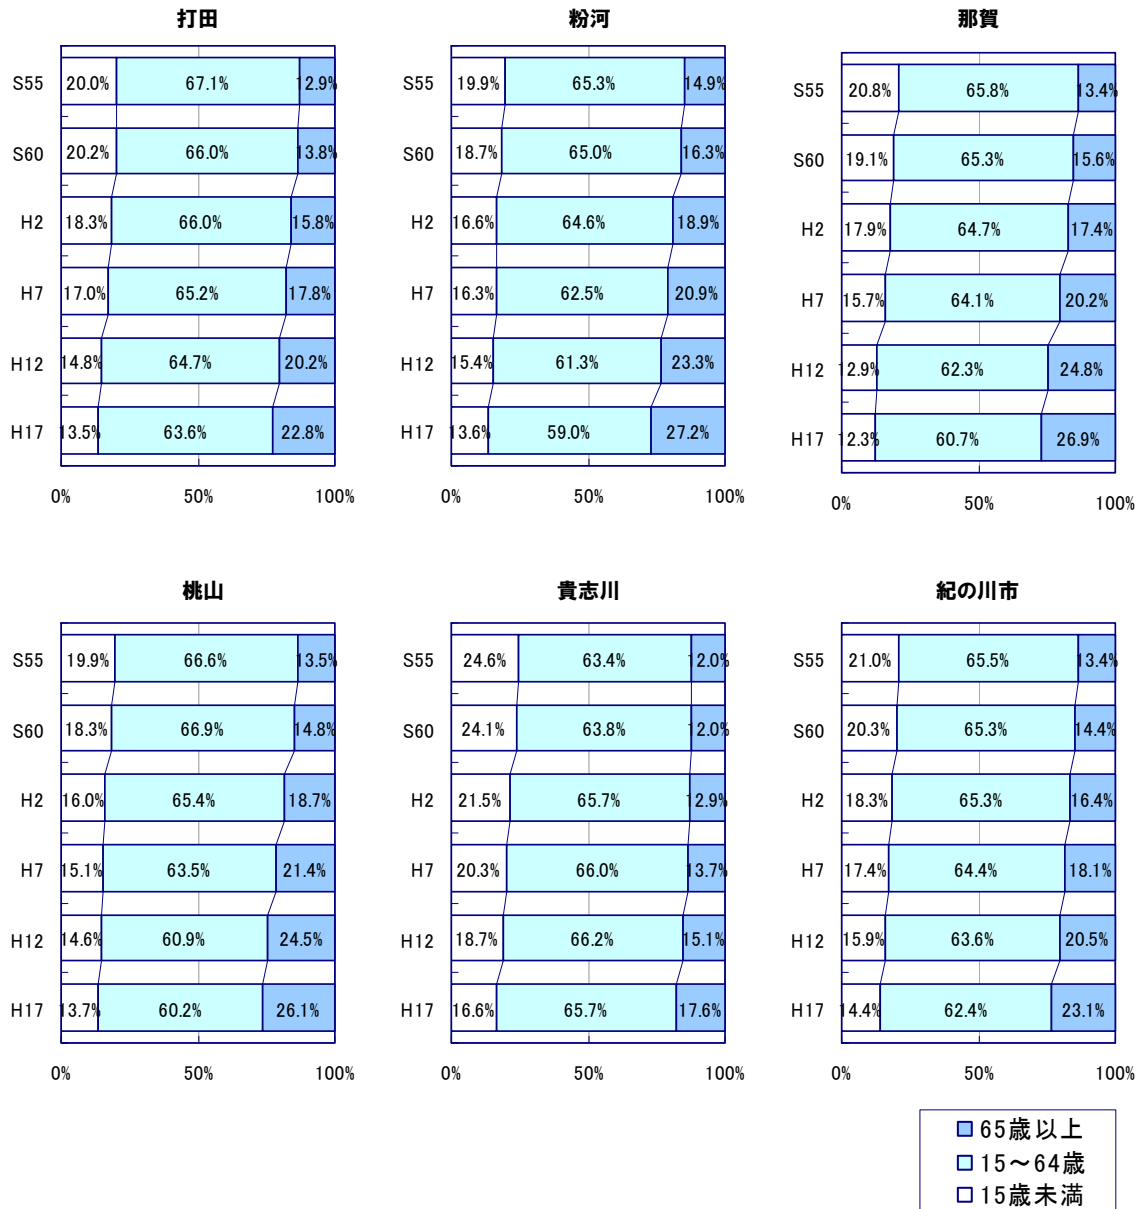 打田 粉河 那賀
S55 20.0% 67.1% 12.9%
S60 20.2% 66.0% 13.8%
H2 18.3% 66.0% 15.8%
H7 17.0% 65.2% 17.8%
H12 14.8% 64.7% 20.2%
H17 13.5% 63.6% 22.8%
0% 50% 100%
S55 19.9% 65.3% 14.9%
S60 18.7% 65.0% 16.3%
H2 16.6% 64.6% 18.9%
H7 16.3% 62.5% 20.9%
H12 15.4% 61.3% 23.3%
H17 13.6% 59.0% 27.2%
0% 50% 100%
S55 20.8% 65.8% 13.4%
S60 19.1% 65.3% 15.6%
H2 17.9% 64.7% 17.4%
H7 15.7% 64.1% 20.2%
H12 12.9% 62.3% 24.8%
H17 12.3% 60.7% 26.9%
0% 50% 100%
桃山 貴志川 紀の川市
S55 19.9% 66.6% 13.5%
S60 18.3% 66.9% 14.8%
H2 16.0% 65.4% 18.7%
H7 15.1% 63.5% 21.4%
H12 14.6% 60.9% 24.5%
H17 13.7% 60.2% 26.1%
0% 50% 100%
S55 24.6% 63.4% 12.0%
S60 24.1% 63.8% 12.0%
H2 21.5% 65.7% 12.9%
H7 20.3% 66.0% 13.7%
H12 18.7% 66.2% 15.1%
H17 16.6% 65.7% 17.6%
0% 50% 100%
S55 21.0% 65.5% 13.4%
S60 20.3% 65.3% 14.4%
H2 18.3% 65.3% 16.4%
H7 17.4% 64.4% 18.1%
H12 15.9% 63.6% 20.5%
H17 14.4% 62.4% 23.1%
0% 50% 100%
65歳以上
15～64歳
15歳未満